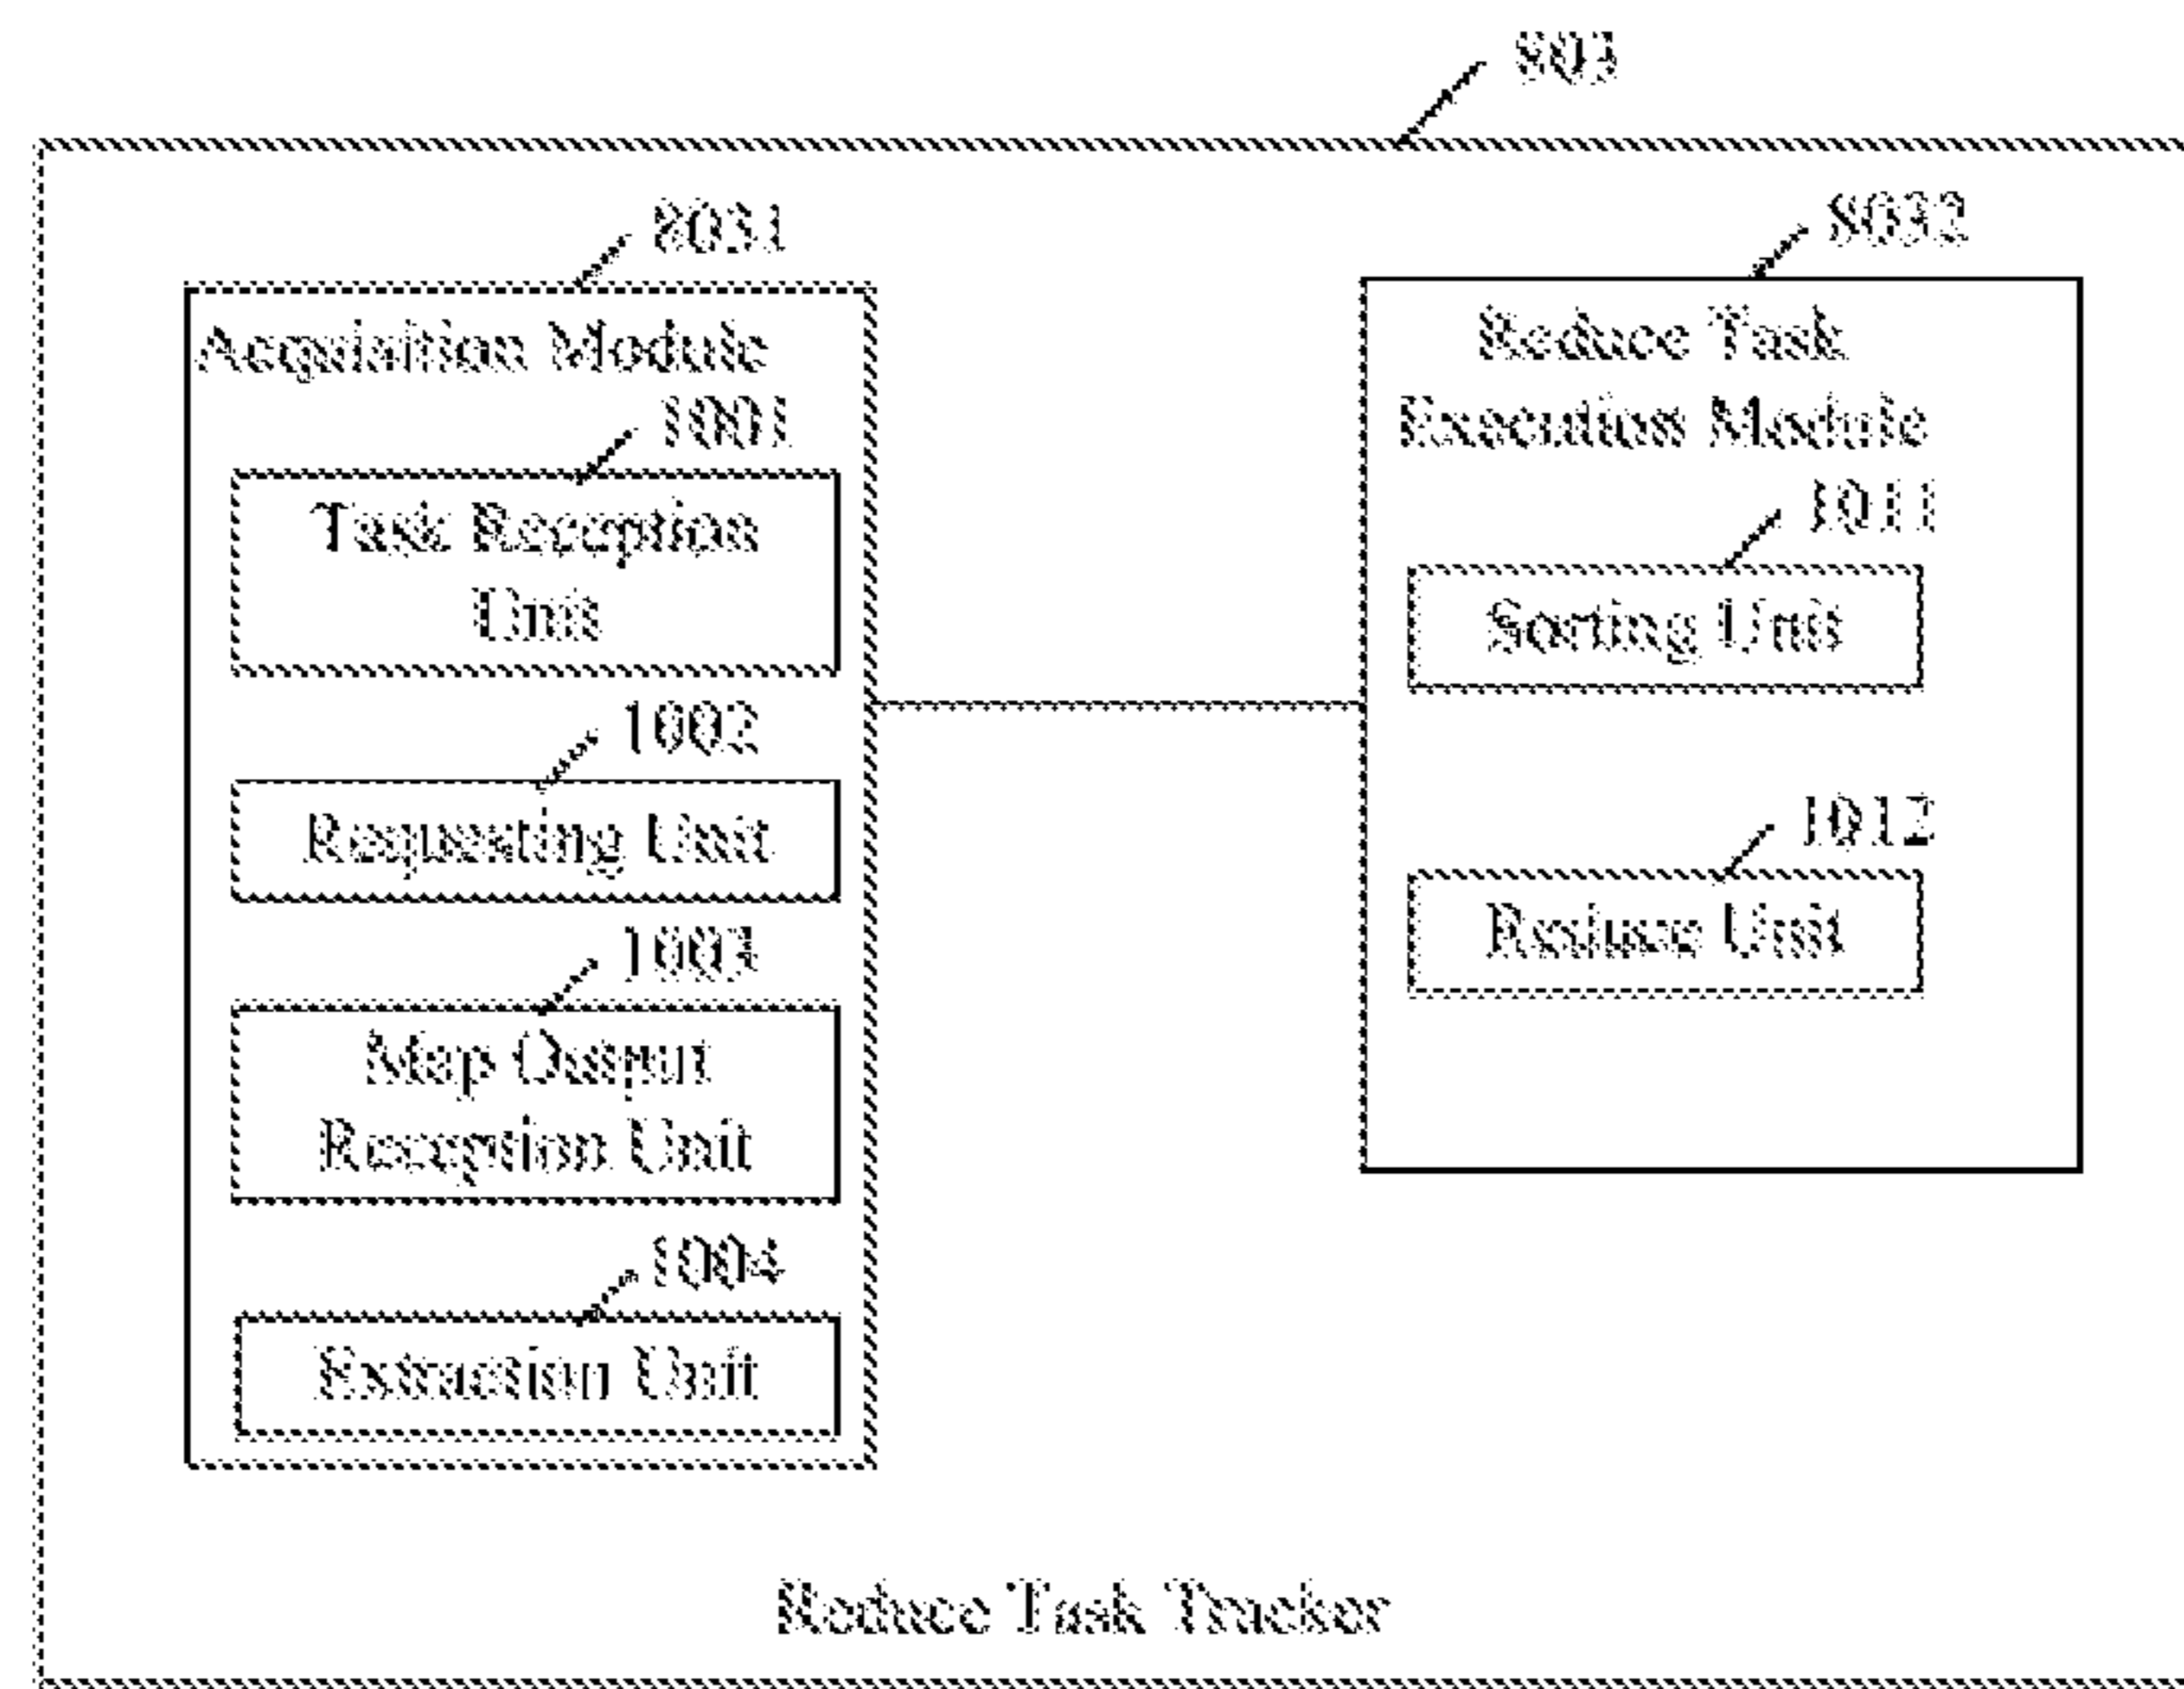 803
8031
Acquisition Module
1001
Task Reception
Unit
1002
Requesting Unit
1003
Map Output
Reception Unit
1004
Extraction Unit
8032
Reduce Task
Execution Module
1011
Sorting Unit
1012
Reduce Unit
Reduce Task Tracker